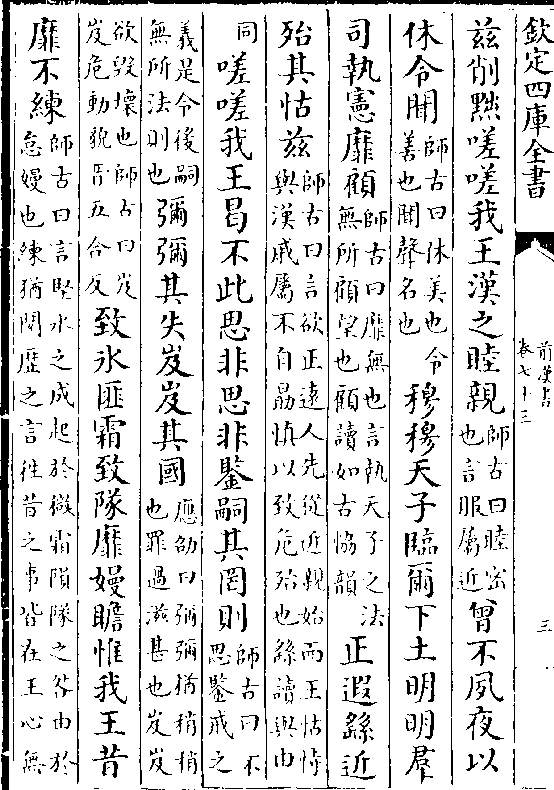 欽定四庫全書
前漢書
卷七十三
三
茲削黜嗟嗟我王漢之睦親師古曰睦密也言服屬近曾不夙夜以
休令聞師古曰休美也令善也聞聲名也穆穆天子臨爾下土明明羣
司執憲靡顧師古曰靡無也言執天子之法無所顧望也顧讀如古協韻正遐繇近
殆其怙茲師古曰言欲正遠人先從近親始而王怙恃與漢戚屬不自勗慎以致危殆也繇讀與由
同嗟嗟我王曷不此思非思非鑒嗣其罔則師古曰不思鑒戒之
義是令後嗣無所法則也彌彌其失岌岌其國應劭曰彌彌猶稍稍也罪過滋甚也岌岌
欲毁壞也師古曰岌岌危動貌音五合反致氷匪霜致隊靡嫚瞻惟我王昔
靡不練師古曰言堅氷之成起於微霜隕隊之咎由於怠嫚也練猶閱歴之言往昔之事皆在王心無